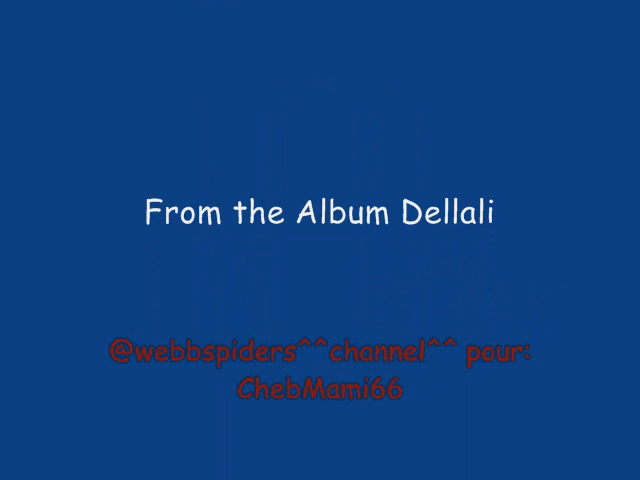 From the Album Dellali
@webbspiders^^channel^^ pour:
ChebMami66